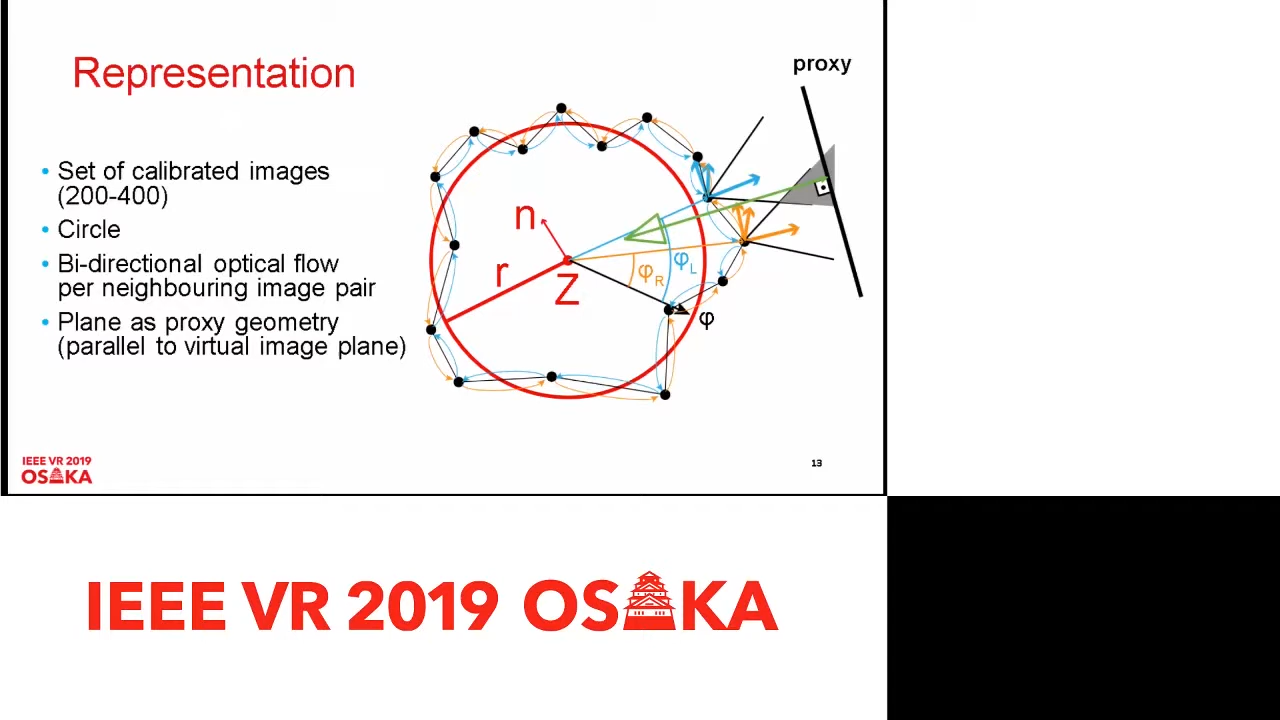 Representation
• Set of calibrated images
(200-400)
• Circle
• Bi-directional optical flow
per neighbouring image pair
• Plane as proxy geometry
(parallel to virtual image plane)
proxy
n
r
Z
φR
φL
φ
IEEE VR 2019
OSAKA
13
IEEE VR 2019 OSAKA